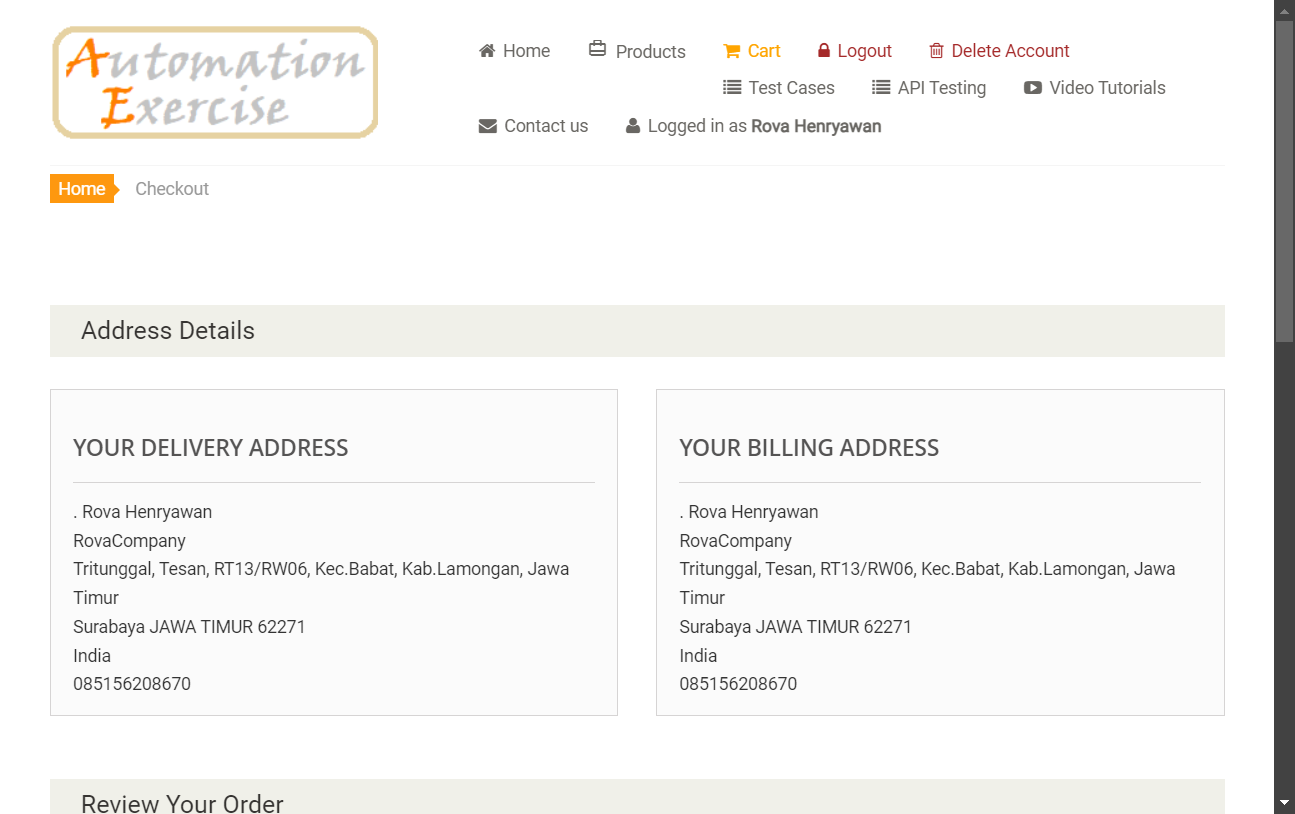 Automation
Exercise
Home Products Cart Logout Delete Account
Test Cases API Testing Video Tutorials
Contact us Logged in as Rova Henryawan
Home Checkout
Address Details
YOUR DELIVERY ADDRESS
. Rova Henryawan
RovaCompany
Tritunggal, Tesan, RT13/RW06, Kec.Babat, Kab.Lamongan, Jawa
Timur
Surabaya JAWA TIMUR 62271
India
085156208670
YOUR BILLING ADDRESS
. Rova Henryawan
RovaCompany
Tritunggal, Tesan, RT13/RW06, Kec.Babat, Kab.Lamongan, Jawa
Timur
Surabaya JAWA TIMUR 62271
India
085156208670
Review Your Order